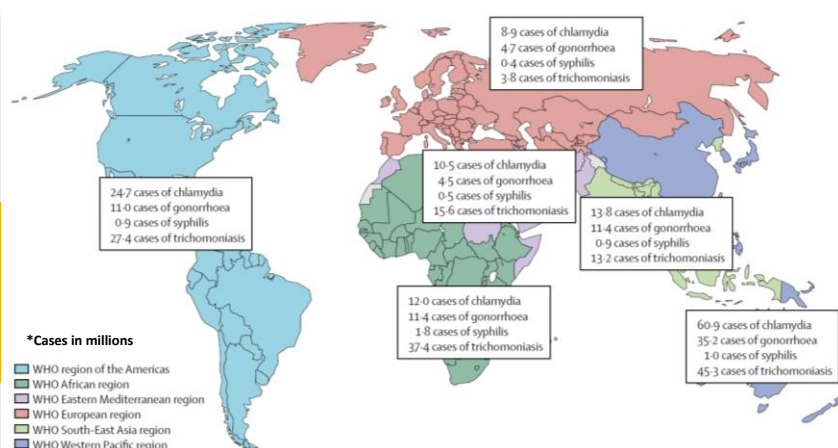 8·9 cases of chlamydia
4·7 cases of gonorrhoea
0·4 cases of syphilis
3·8 cases of trichomoniasis
10·5 cases of chlamydia
4·5 cases of gonorrhoea
0·5 cases of syphilis
15·6 cases of trichomoniasis
24·7 cases of chlamydia
11·0 cases of gonorrhoea
0·9 cases of syphilis
27·4 cases of trichomoniasis
13·8 cases of chlamydia
11·4 cases of gonorrhoea
0·9 cases of syphilis
13·2 cases of trichomoniasis
12·0 cases of chlamydia
11·4 cases of gonorrhoea
1·8 cases of syphilis
37·4 cases of trichomoniasis
60·9 cases of chlamydia
35·2 cases of gonorrhoea
1·0 cases of syphilis
45·3 cases of trichomoniasis
*Cases in millions
WHO region of the Americas
WHO African region
WHO Eastern Mediterranean region
WHO European region
WHO South-East Asia region
WHO Western Pacific region